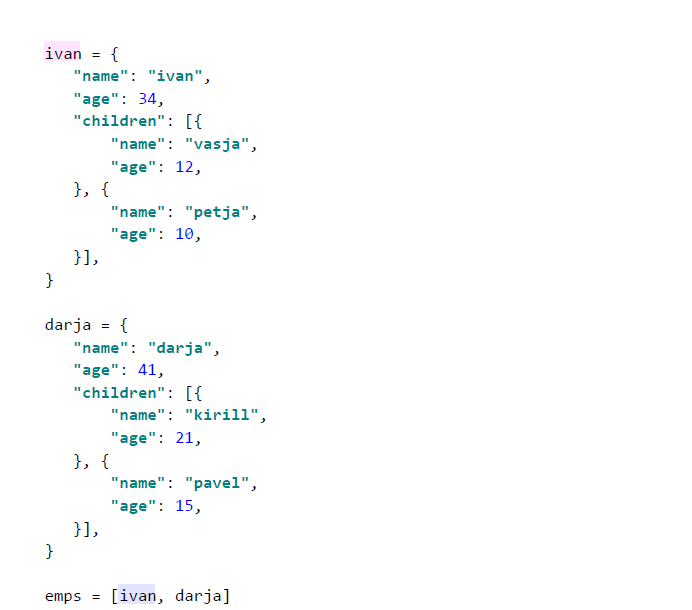 ivan = {
   "name": "ivan",
   "age": 34,
   "children": [{
       "name": "vasja",
       "age": 12,
   }, {
       "name": "petja",
       "age": 10,
   }],
}
darja = {
   "name": "darja",
   "age": 41,
   "children": [{
       "name": "kirill",
       "age": 21,
   }, {
       "name": "pavel",
       "age": 15,
   }],
}
emps = [ivan, darja]